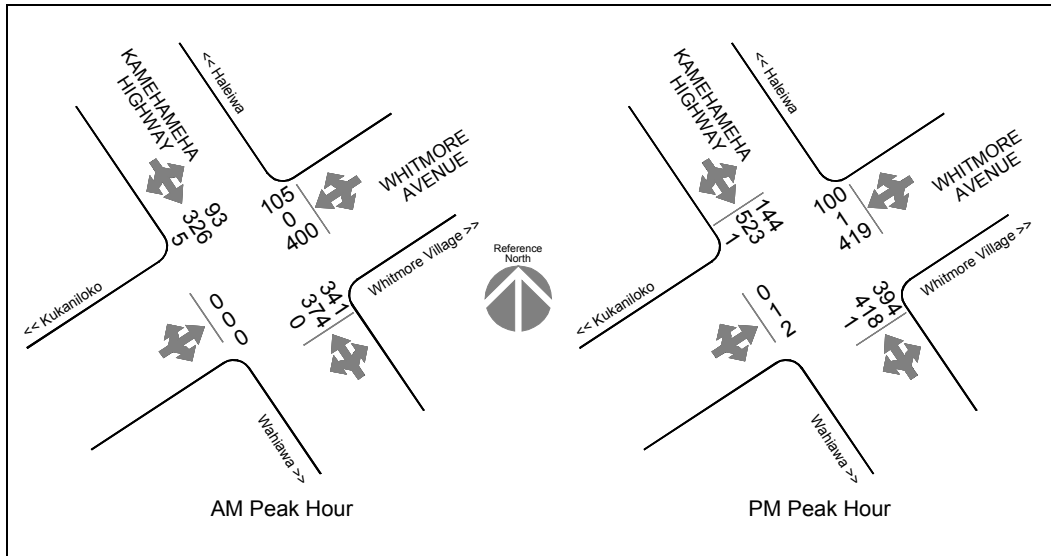 KAMEHAMEHA
HIGHWAY
<< Haleiwa
WHITMORE
AVENUE
105
0
400
93
326
5
341
374
0
0
0
0
Whitmore Village >>
<< Kukaniloko
Wahiawa >>
AM Peak Hour
Reference
North
KAMEHAMEHA
HIGHWAY
<< Haleiwa
WHITMORE
AVENUE
100
1
419
144
523
1
394
418
1
0
1
2
Whitmore Village >>
<< Kukaniloko
Wahiawa >>
PM Peak Hour